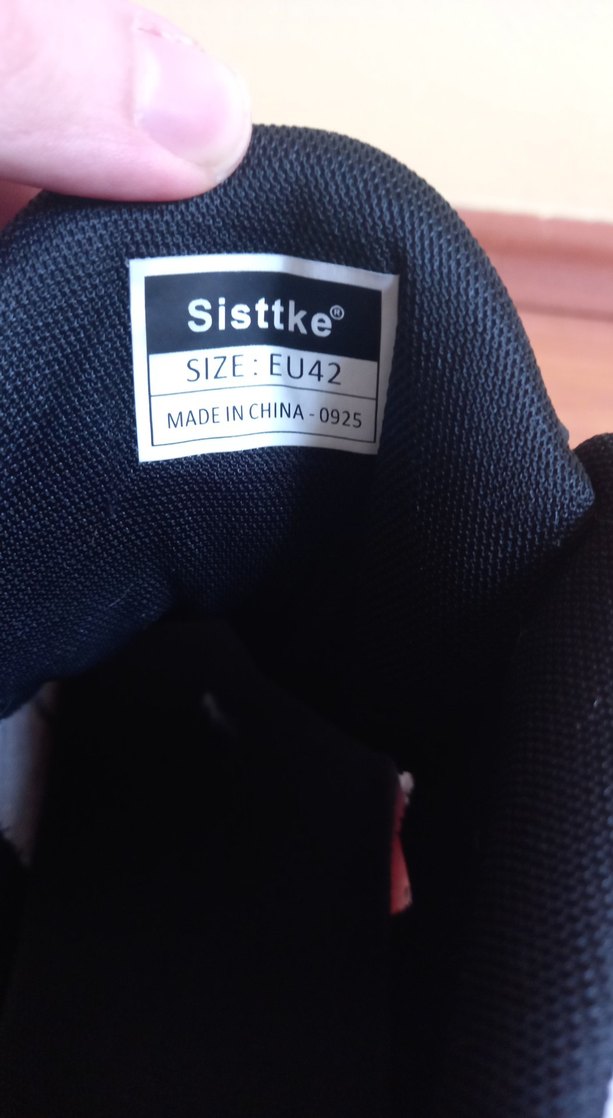 Sisttke®
SIZE : EU42
MADE IN CHINA - 0925